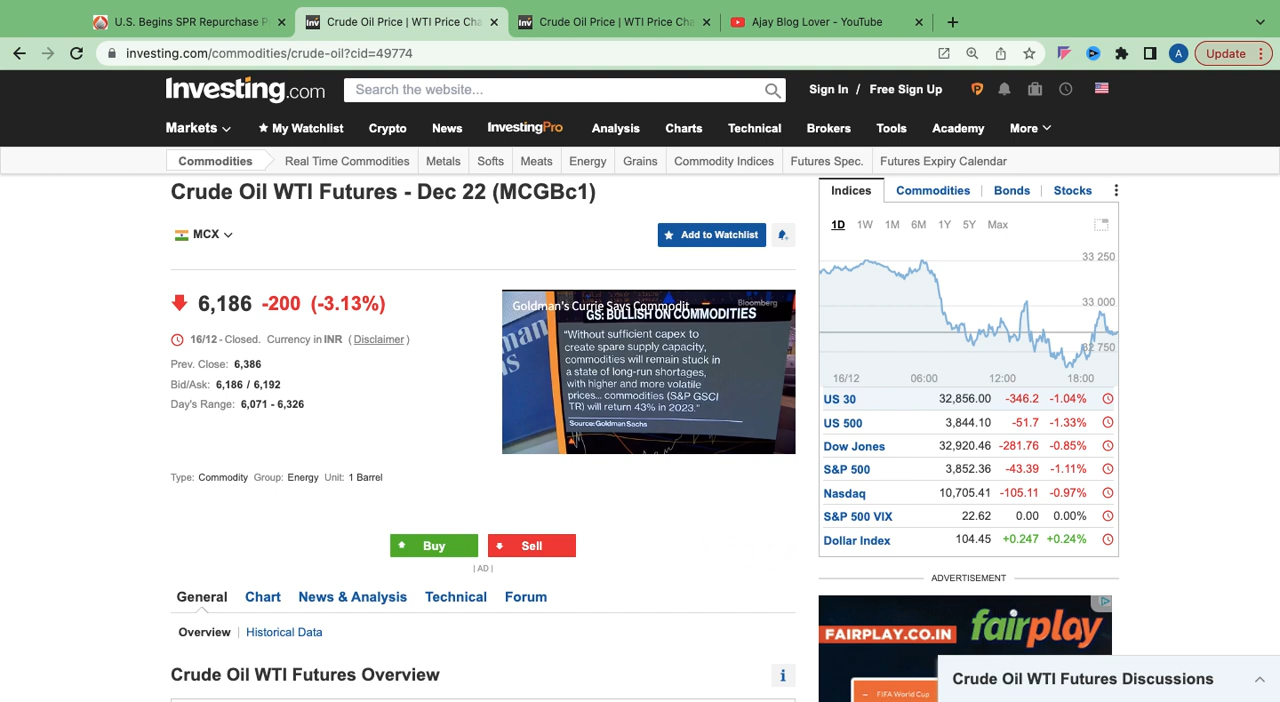 U.S. Begins SPR Repurchase P
Crude Oil Price | WTI Price Cha
Crude Oil Price | WTI Price Cha
Ajay Blog Lover - YouTube
investing.com/commodities/crude-oil?cid=49774
A
Update
Investing.com
Search the website...
Sign In / Free Sign Up
Markets
My Watchlist
Crypto
News
InvestingPro
Analysis
Charts
Technical
Brokers
Tools
Academy
More
Commodities
Real Time Commodities
Metals
Softs
Meats
Energy
Grains
Commodity Indices
Futures Spec.
Futures Expiry Calendar
Crude Oil WTI Futures - Dec 22 (MCGBc1)
MCX
Add to Watchlist
6,186 -200 (-3.13%)
16/12 - Closed. Currency in INR ( Disclaimer )
Prev. Close: 6,386
Bid/Ask: 6,186 / 6,192
Day's Range: 6,071 - 6,326
Goldman's Currie Says Commodit
Bloomberg
GS: BULLISH ON COMMODITIES
"Without sufficient capex to
create spare supply capacity,
commodities will remain stuck in
a state of long-run shortages,
with higher and more volatile
prices... commodities (S&P GSCI
TR) will return 43% in 2023."
Source: Goldman Sachs
Type: Commodity Group: Energy Unit: 1 Barrel
Buy
Sell
| AD |
General
Chart
News & Analysis
Technical
Forum
Overview | Historical Data
Crude Oil WTI Futures Overview
i
Indices
Commodities
Bonds
Stocks
1D 1W 1M 6M 1Y 5Y Max
33 250
33 000
32 750
16/12 06:00 12:00 18:00
US 30 32,856.00 -346.2 -1.04%
US 500 3,844.10 -51.7 -1.33%
Dow Jones 32,920.46 -281.76 -0.85%
S&P 500 3,852.36 -43.39 -1.11%
Nasdaq 10,705.41 -105.11 -0.97%
S&P 500 VIX 22.62 0.00 0.00%
Dollar Index 104.45 +0.247 +0.24%
ADVERTISEMENT
FAIRPLAY.CO.IN
fairplay
FIFA World Cup
Crude Oil WTI Futures Discussions